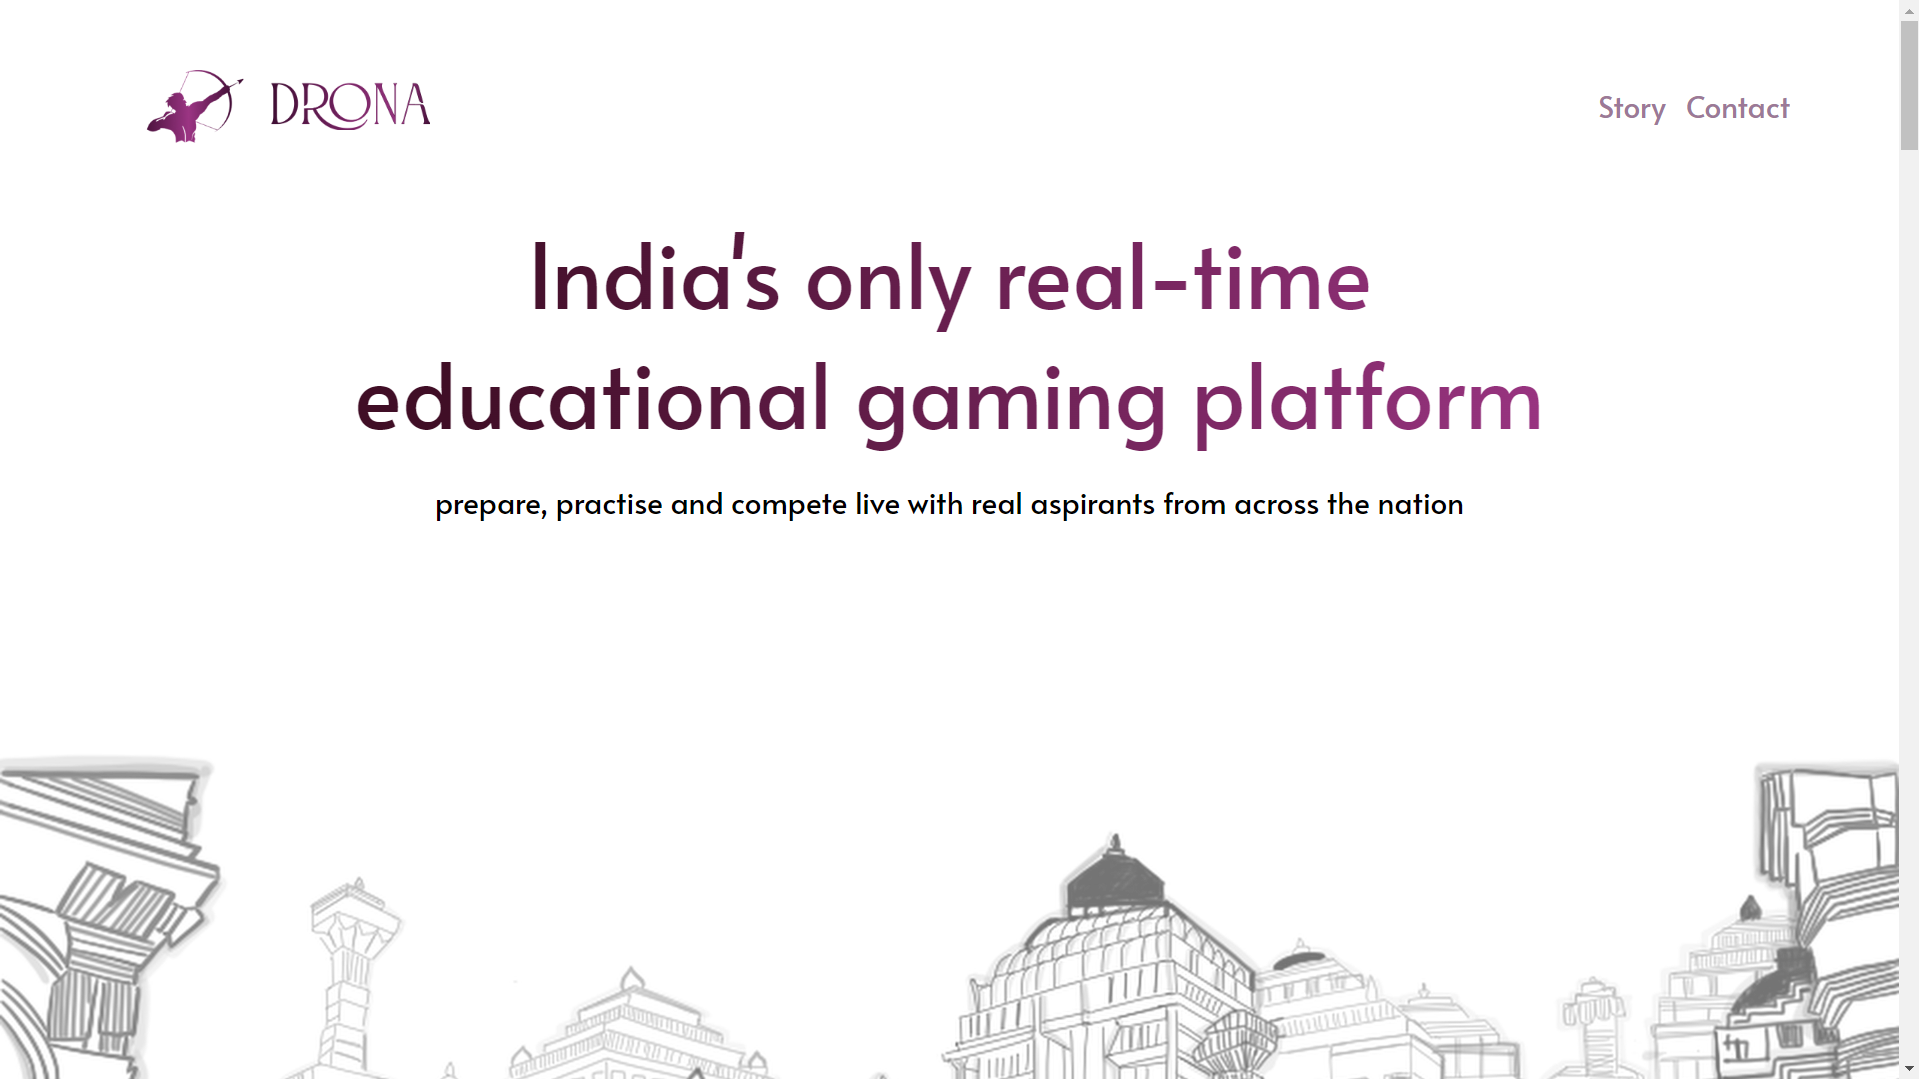 DRONA
Story Contact
India's only real-time
educational gaming platform
prepare, practise and compete live with real aspirants from across the nation